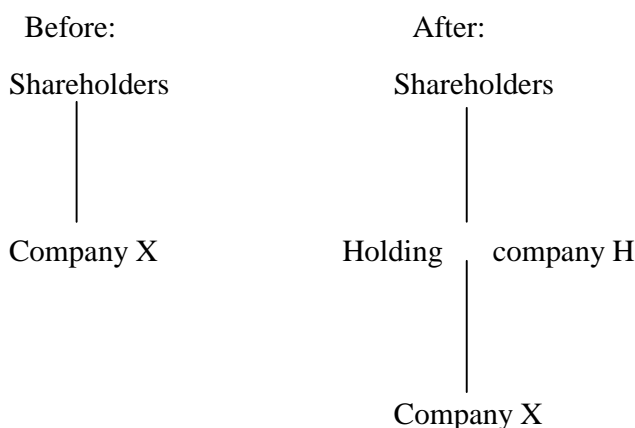 Before: After:
Shareholders Shareholders
Company X Holding company H
Company X